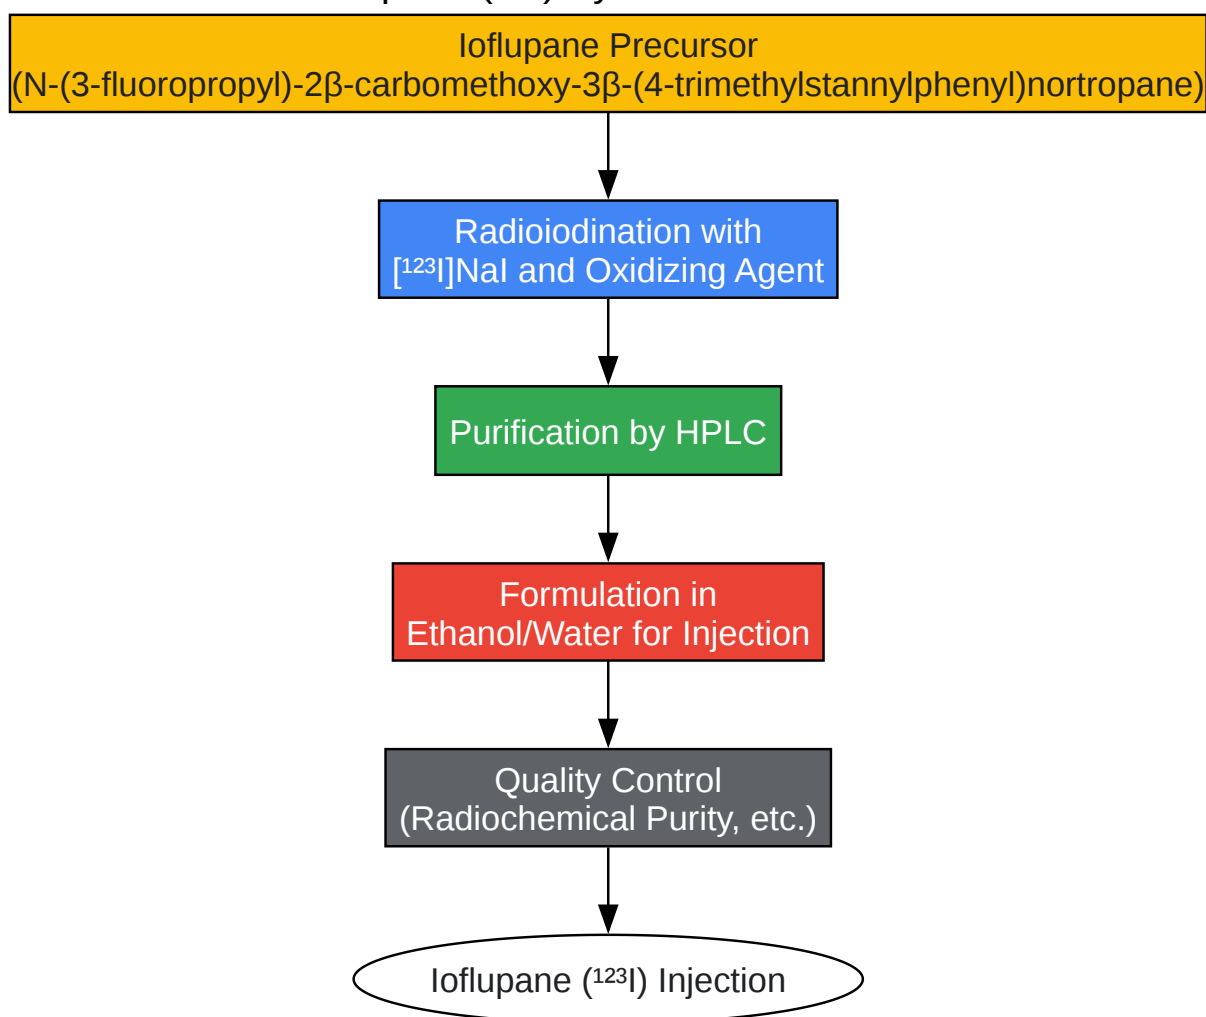 Ioflupane Precursor
(N-(3-fluoropropyl)-2β-carbomethoxy-3β-(4-trimethylstannylphenyl)nortropane)
Radioiodination with
[¹²³I]NaI and Oxidizing Agent
Purification by HPLC
Formulation in
Ethanol/Water for Injection
Quality Control
(Radiochemical Purity, etc.)
Ioflupane (¹²³I) Injection